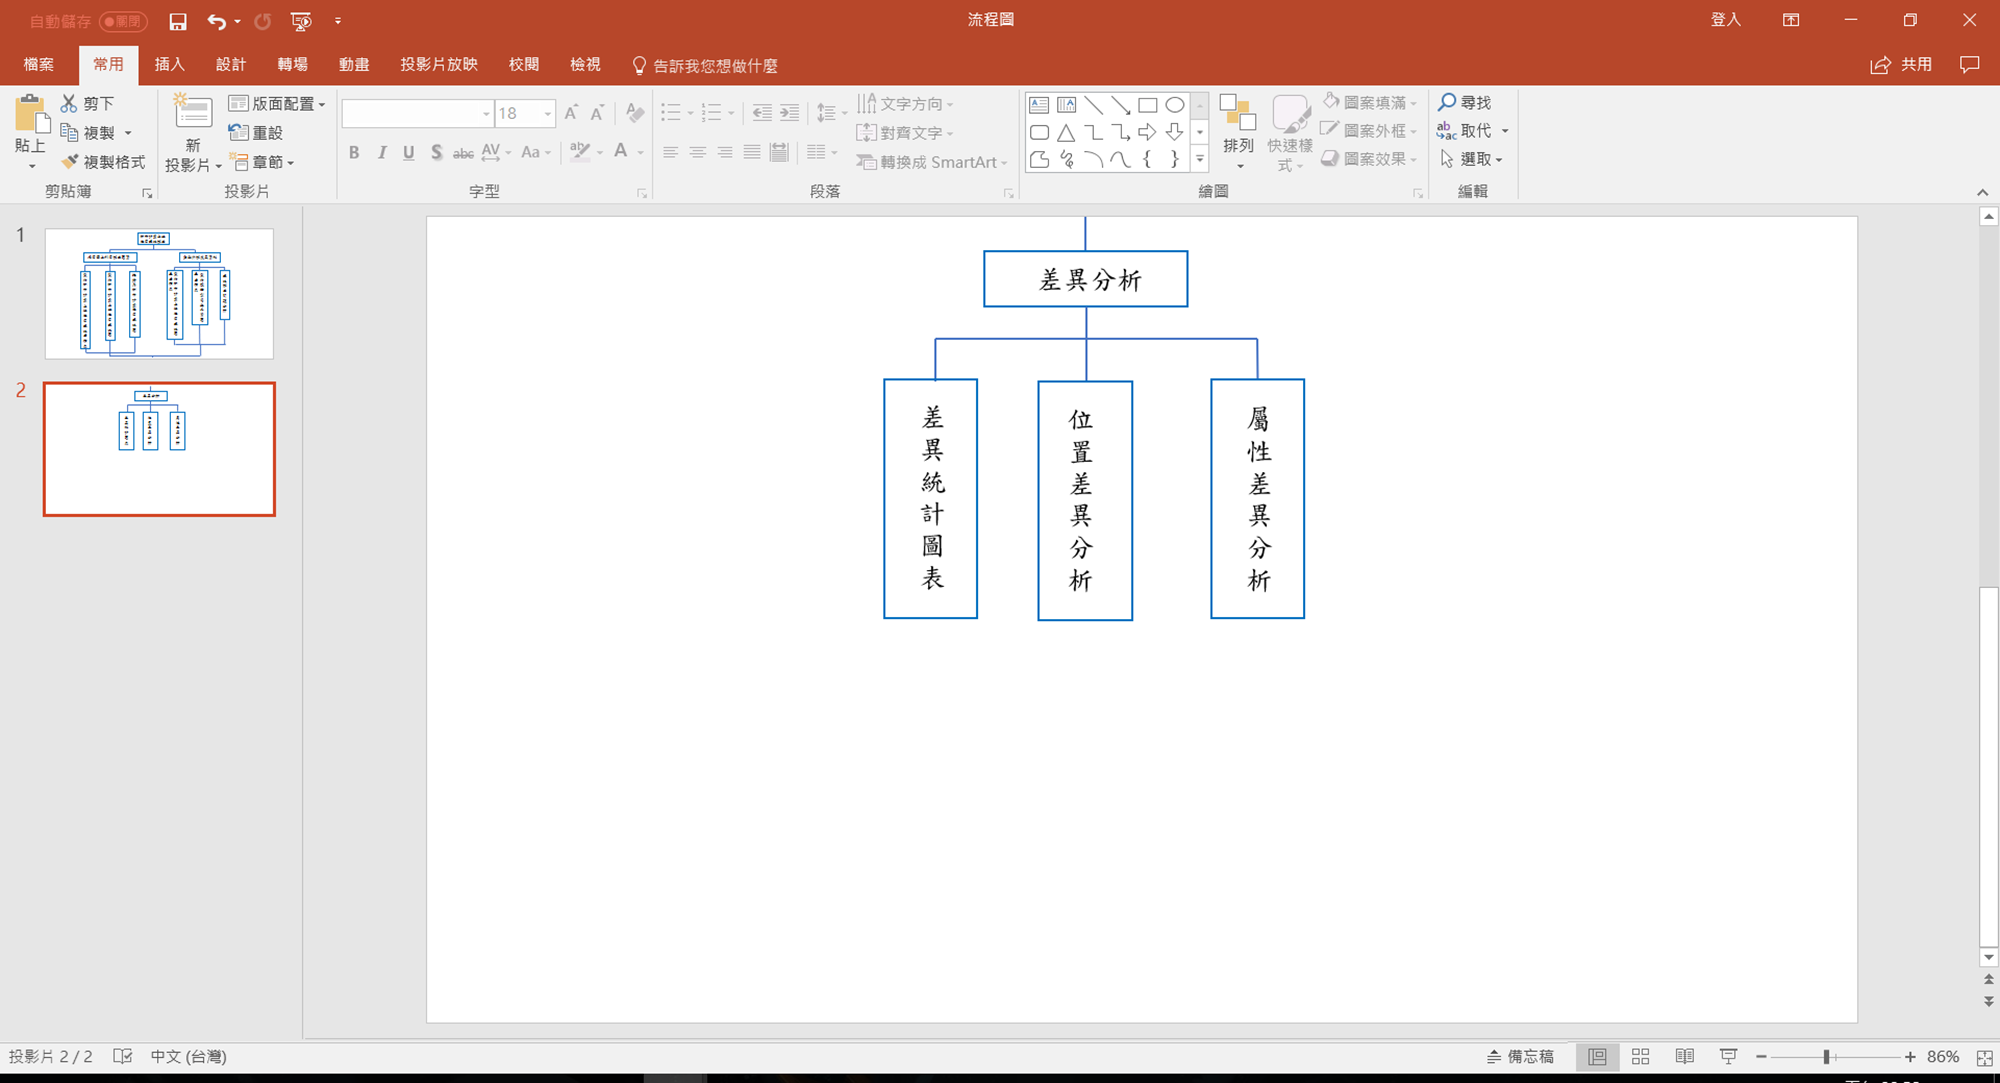 自動儲存 關閉
流程圖
登入
檔案 常用 插入 設計 轉場 動畫 投影片放映 校閱 檢視 告訴我您想做什麼
共用
貼上
剪下
複製
複製格式
剪貼簿
新
投影片
版面配置
重設
章節
投影片
18
B I U S abc AV Aa A
字型
文字方向
對齊文字
轉換成 SmartArt
段落
排列
快速樣
式
圖案填滿
圖案外框
圖案效果
繪圖
尋找
取代
選取
編輯
1
2
差異分析
差異統計圖表
位置差異分析
屬性差異分析
投影片 2 / 2
中文 (台灣)
備忘稿
86%